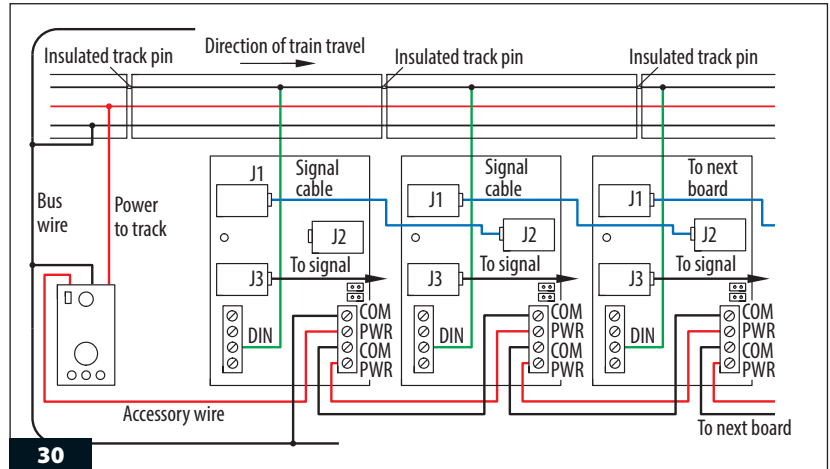 Insulated track pin
Direction of train travel
Insulated track pin
Insulated track pin
Bus
wire
Power
to track
J1
Signal
cable
J2
J3
To signal
DIN
COM
PWR
COM
PWR
J1
Signal
cable
J2
J3
To signal
DIN
COM
PWR
COM
PWR
J1
To next
board
J2
J3
To signal
DIN
COM
PWR
COM
PWR
Accessory wire
To next board
30